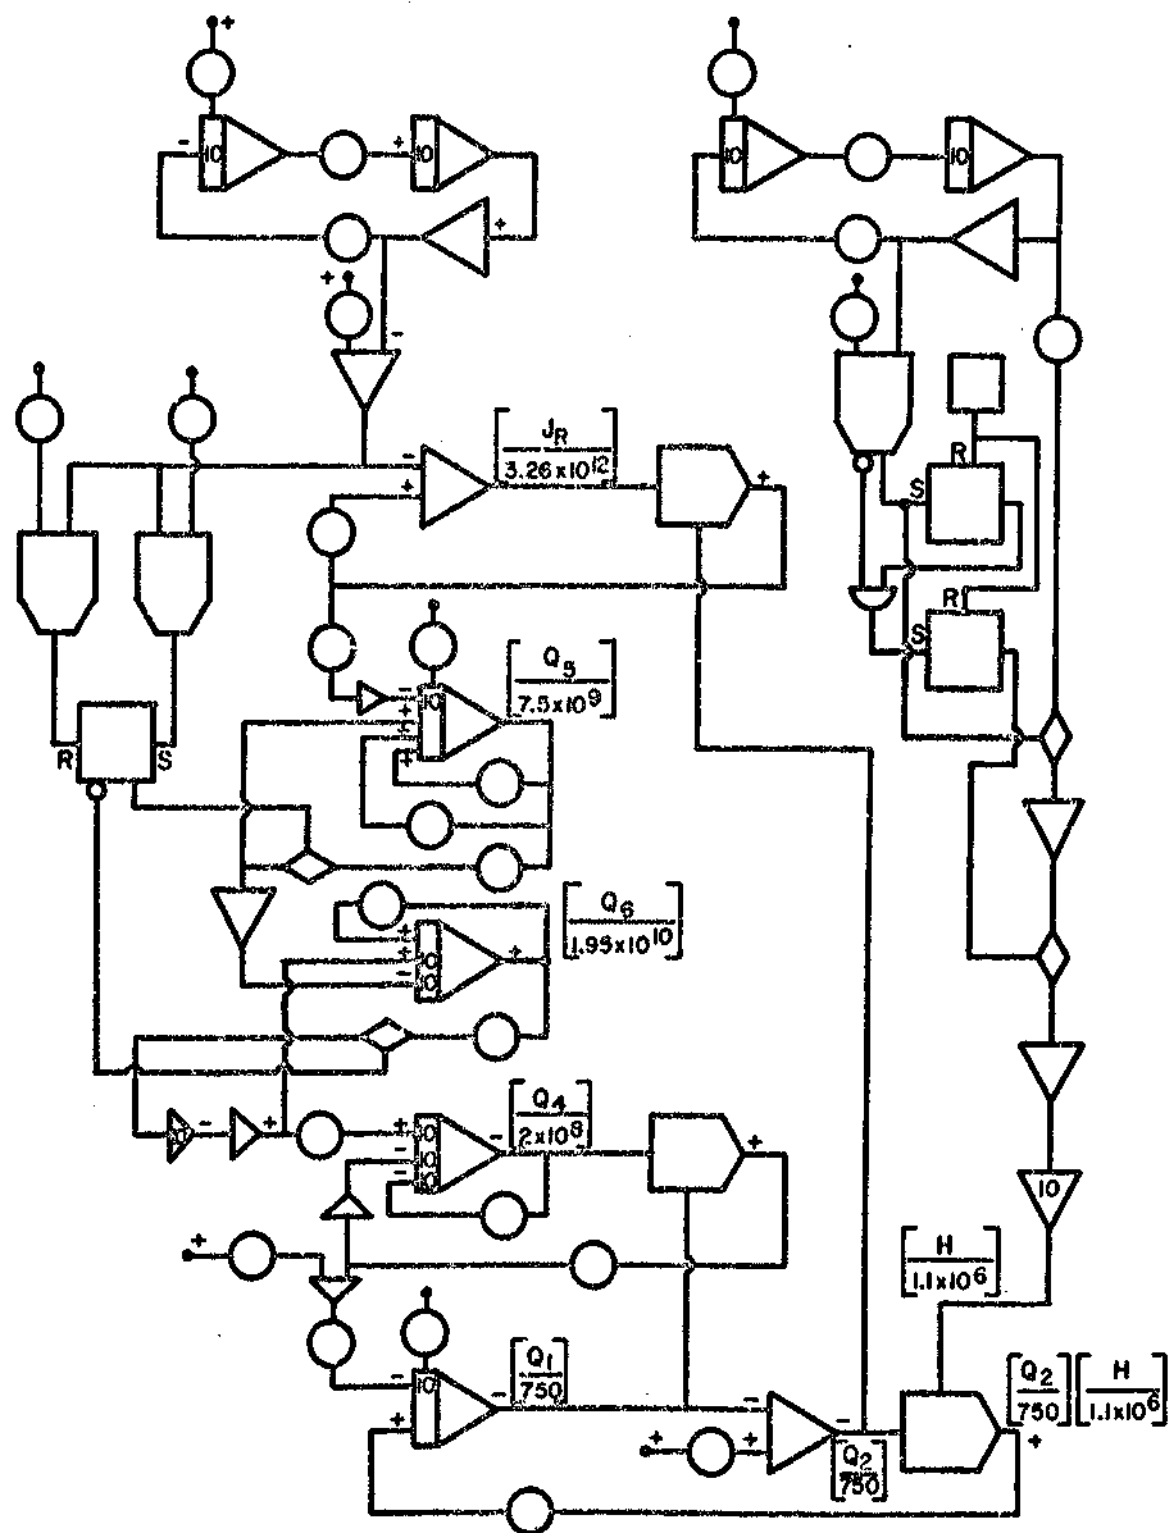 +
- 10 + 10
+
+
-
10 10
[J_R / 3.26x10^12]
-
+
+
R
S
R
S
R S
[Q_5 / 7.5x10^9]
10
-
+
+
+
[Q_6 / 1.95x10^10]
+
+ 10
- 10
+
- +
[Q_4 / 2x10^8]
+ 10
- 10
-
-
+
+
10
[H / 1.1x10^6]
[Q_1 / 750]
- 10
+
-
-
+ +
-
[Q_2 / 750]
[Q_2 / 750] [H / 1.1x10^6]
+